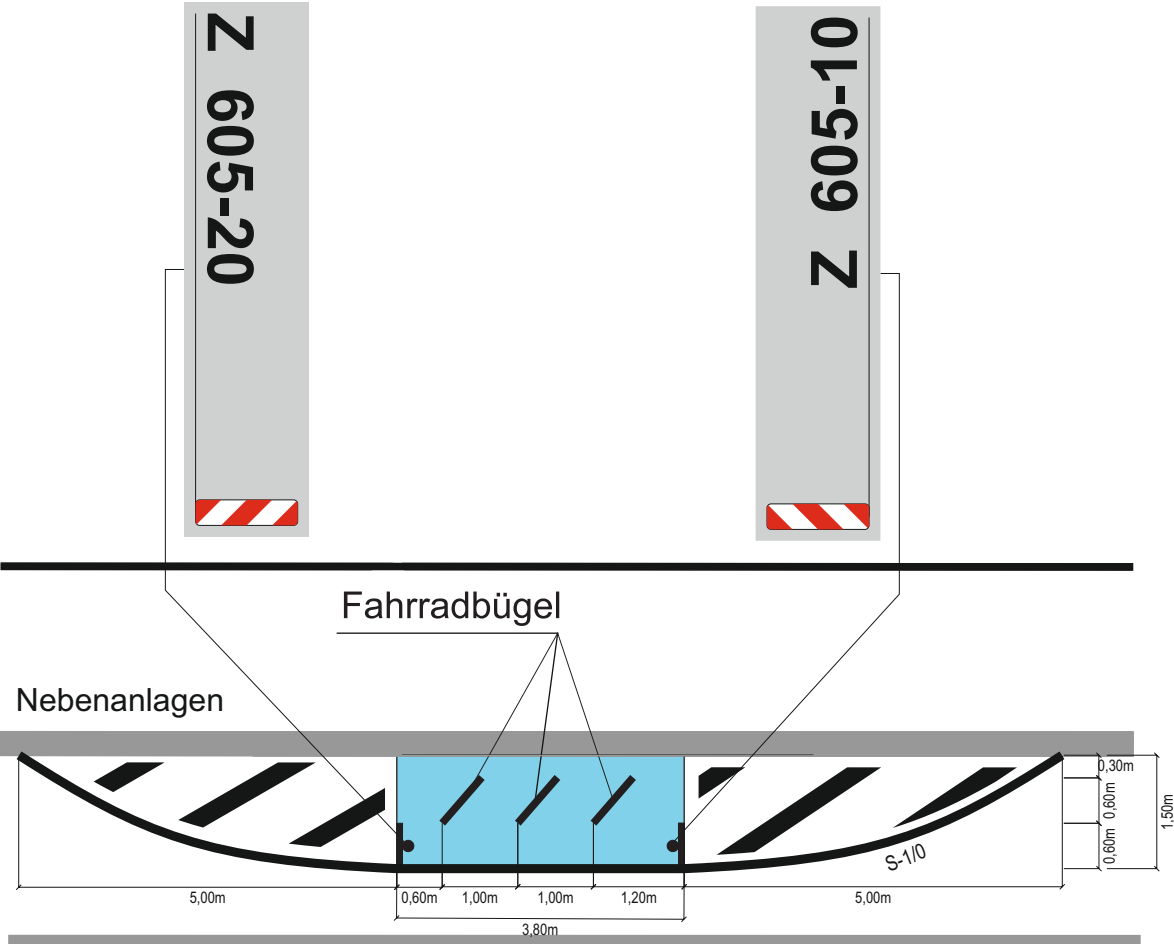 Z 605-20
Z 605-10
Fahrradbügel
Nebenanlagen
0,30m
0,60m
0,60m
1,50m
S-1/0
5,00m
0,60m
1,00m
1,00m
1,20m
5,00m
3,80m